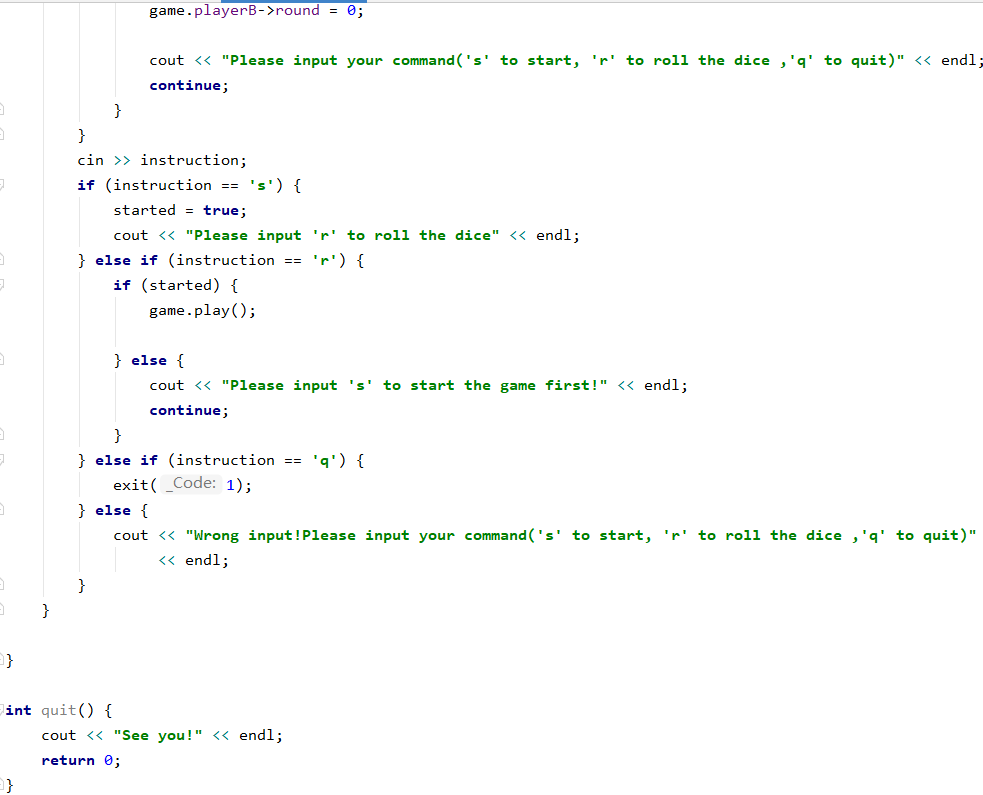 game.playerB->round = 0;
cout << "Please input your command('s' to start, 'r' to roll the dice ,'q' to quit)" << endl;
continue;
}
}
cin >> instruction;
if (instruction == 's') {
started = true;
cout << "Please input 'r' to roll the dice" << endl;
} else if (instruction == 'r') {
if (started) {
game.play();
} else {
cout << "Please input 's' to start the game first!" << endl;
continue;
}
} else if (instruction == 'q') {
exit( _Code: 1);
} else {
cout << "Wrong input!Please input your command('s' to start, 'r' to roll the dice ,'q' to quit)"
<< endl;
}
}
}
int quit() {
cout << "See you!" << endl;
return 0;
}